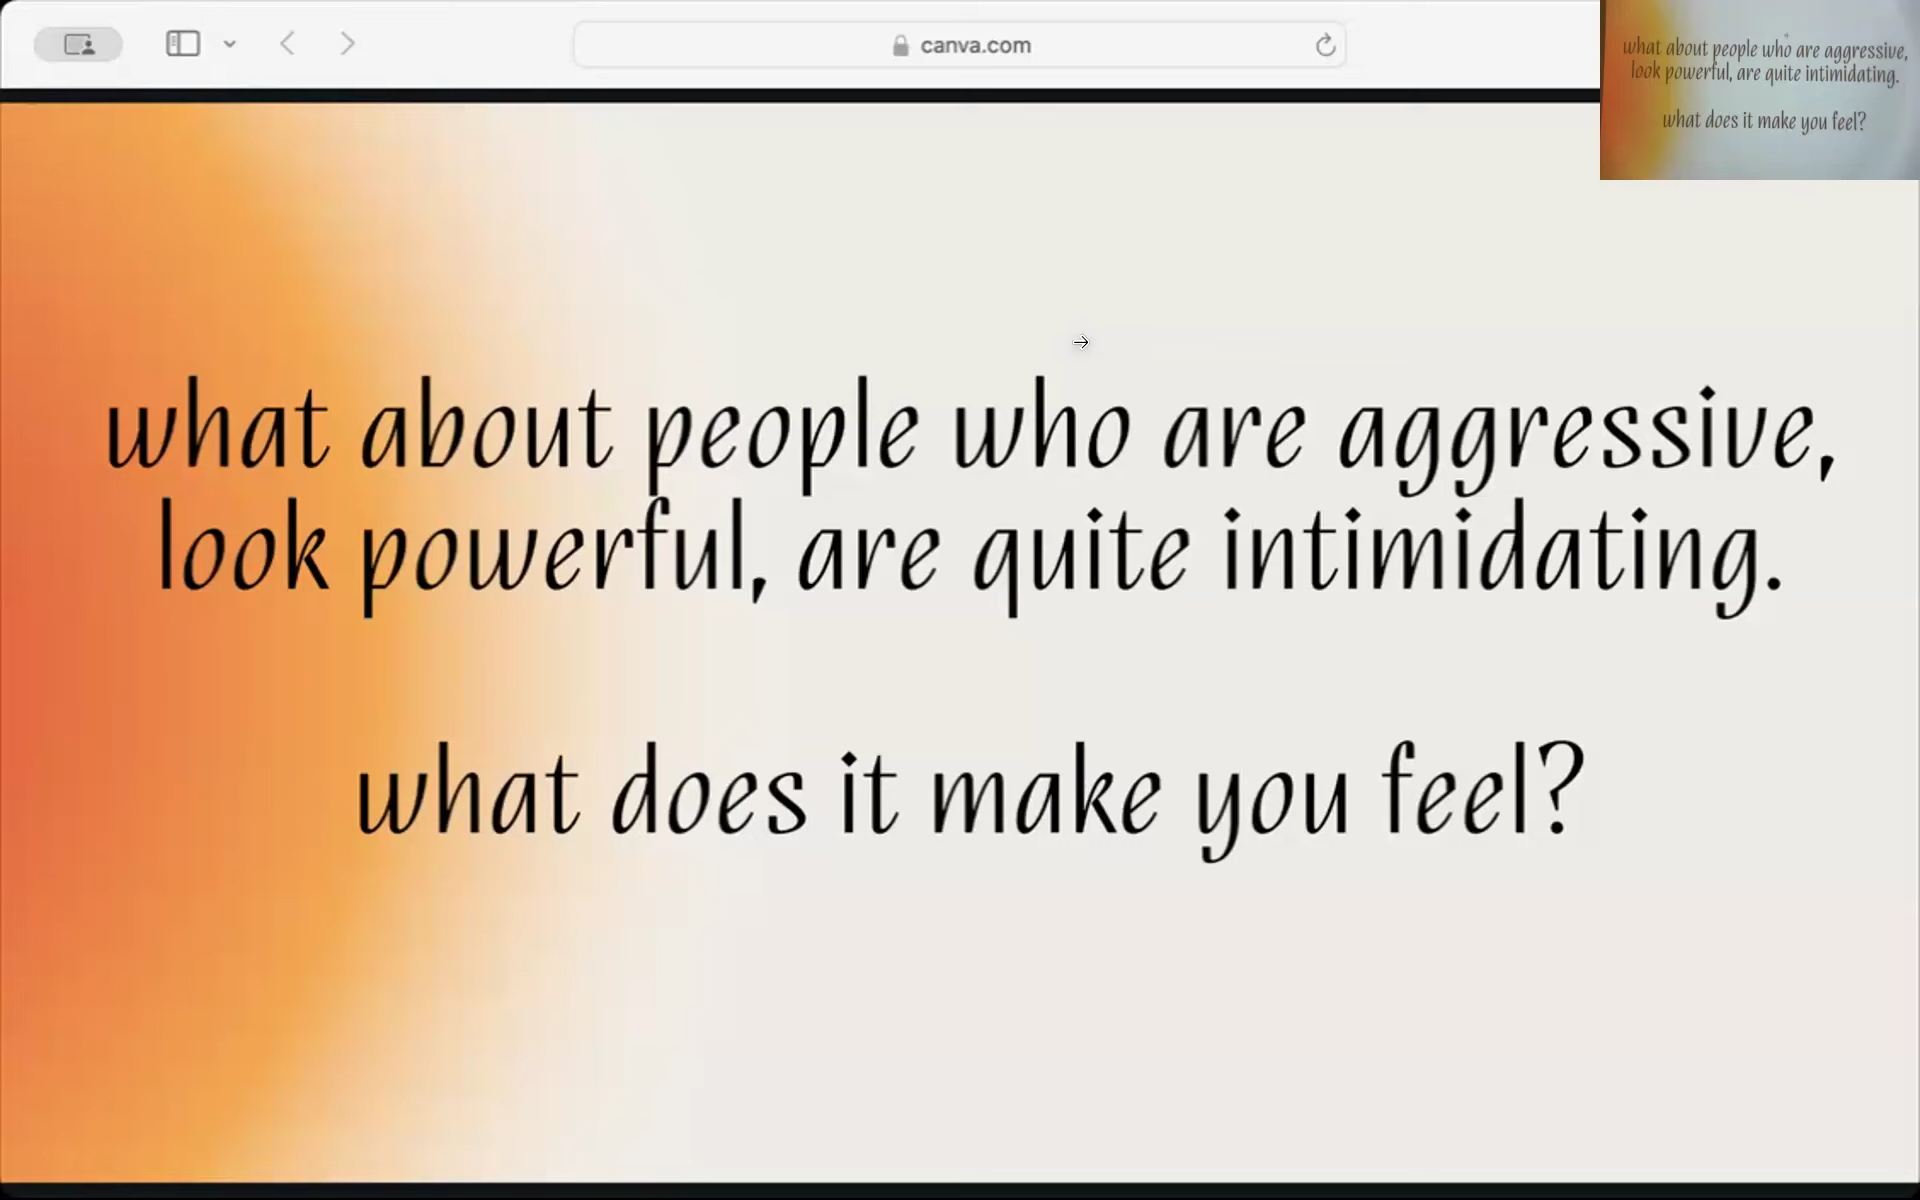 canva.com
what about people who are aggressive,
look powerful, are quite intimidating.
what does it make you feel?
what about people who are aggressive,
look powerful, are quite intimidating.
what does it make you feel?